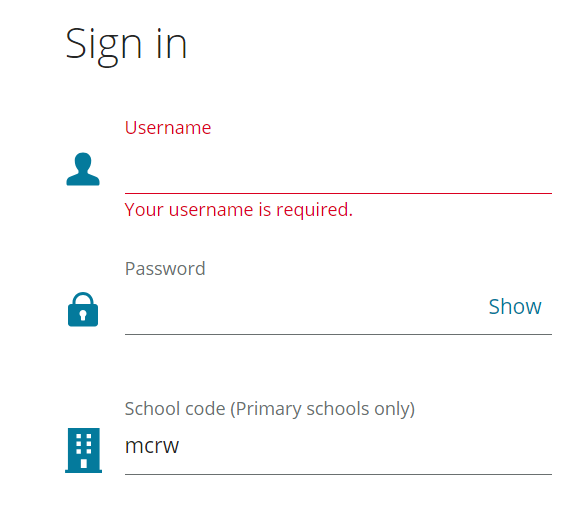 Sign in
Username
Your username is required.
Password
Show
School code (Primary schools only)
mcrw